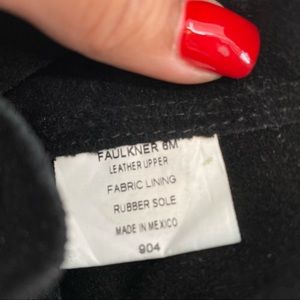 FAULKNER 6M
LEATHER UPPER
FABRIC LINING
RUBBER SOLE
MADE IN MEXICO
904